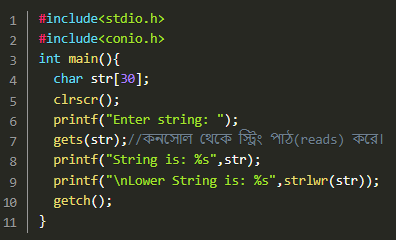 1 #include<stdio.h>
2 #include<conio.h>
3 int main(){
4 char str[30];
5 clrscr();
6 printf("Enter string: ");
7 gets(str);//কনসোল থেকে স্ট্রিং পাঠ(reads) করে।
8 printf("String is: %s",str);
9 printf("\nLower String is: %s",strlwr(str));
10 getch();
11 }